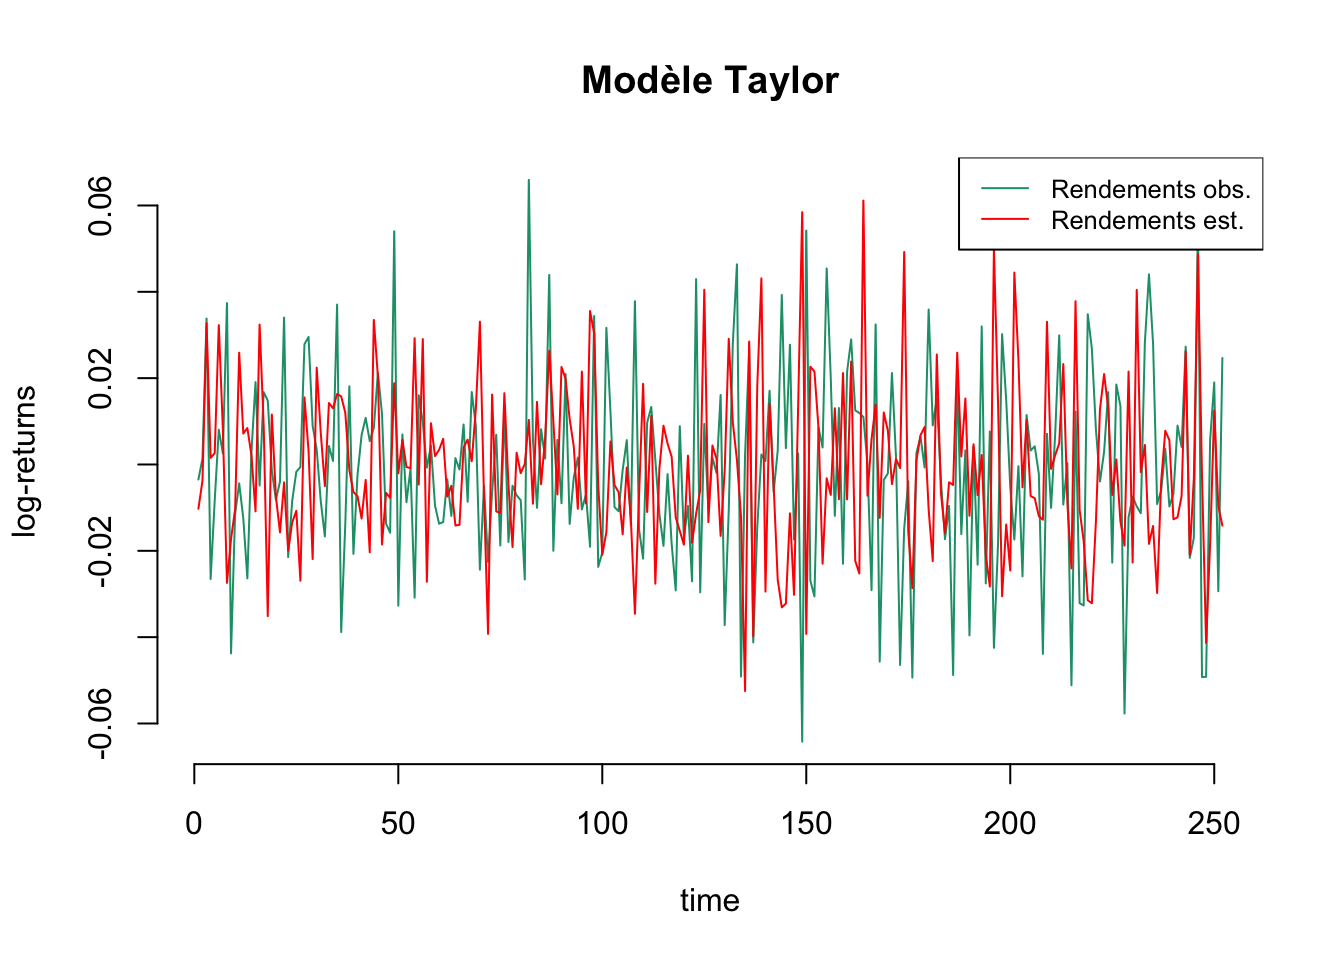 Modèle Taylor
Rendements obs.
Rendements est.
log-returns
0.06
0.02
-0.02
-0.06
0 50 100 150 200 250
time